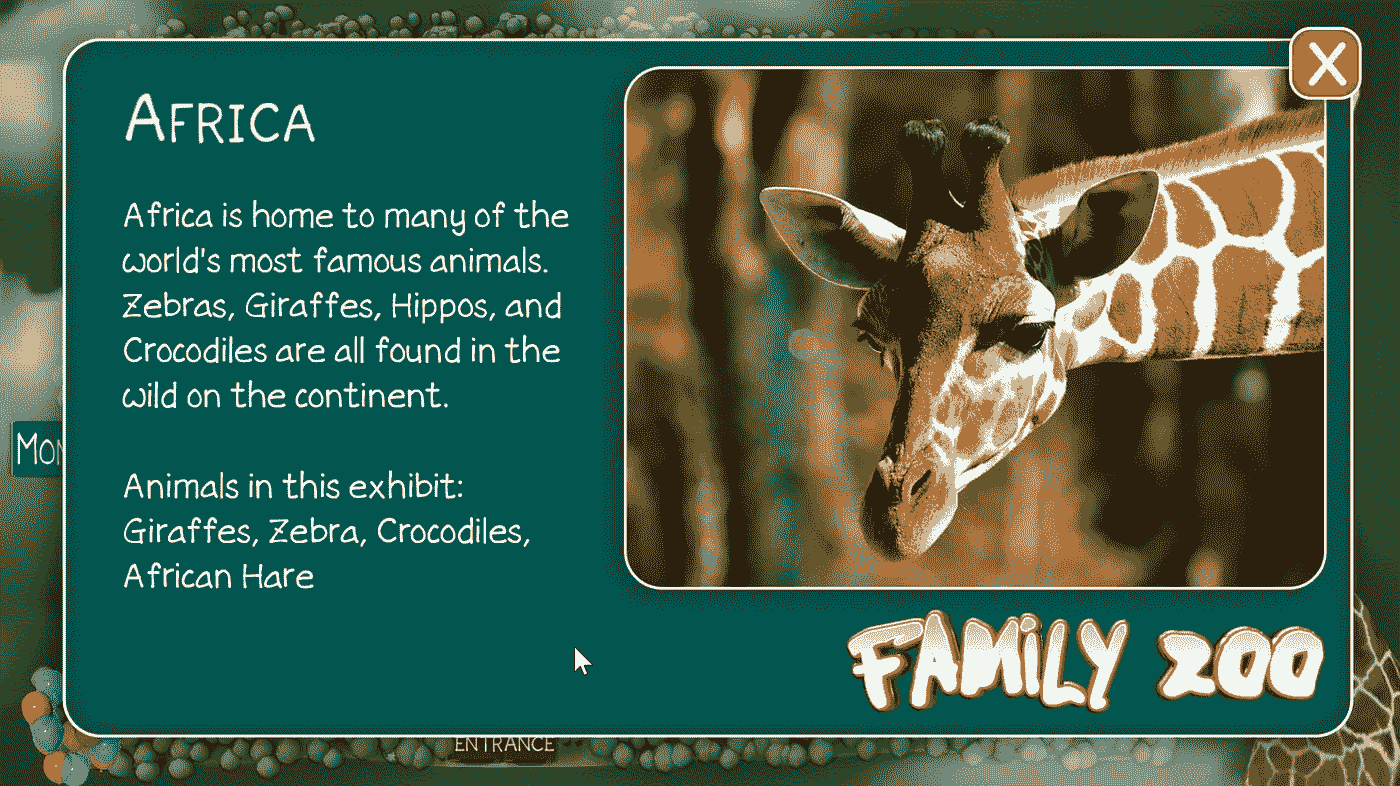 AFRICA
Africa is home to many of the
world's most famous animals.
Zebras, Giraffes, Hippos, and
Crocodiles are all found in the
wild on the continent.
Animals in this exhibit:
Giraffes, Zebra, Crocodiles,
African Hare
X
FAMILY ZOO
ENTRANCE